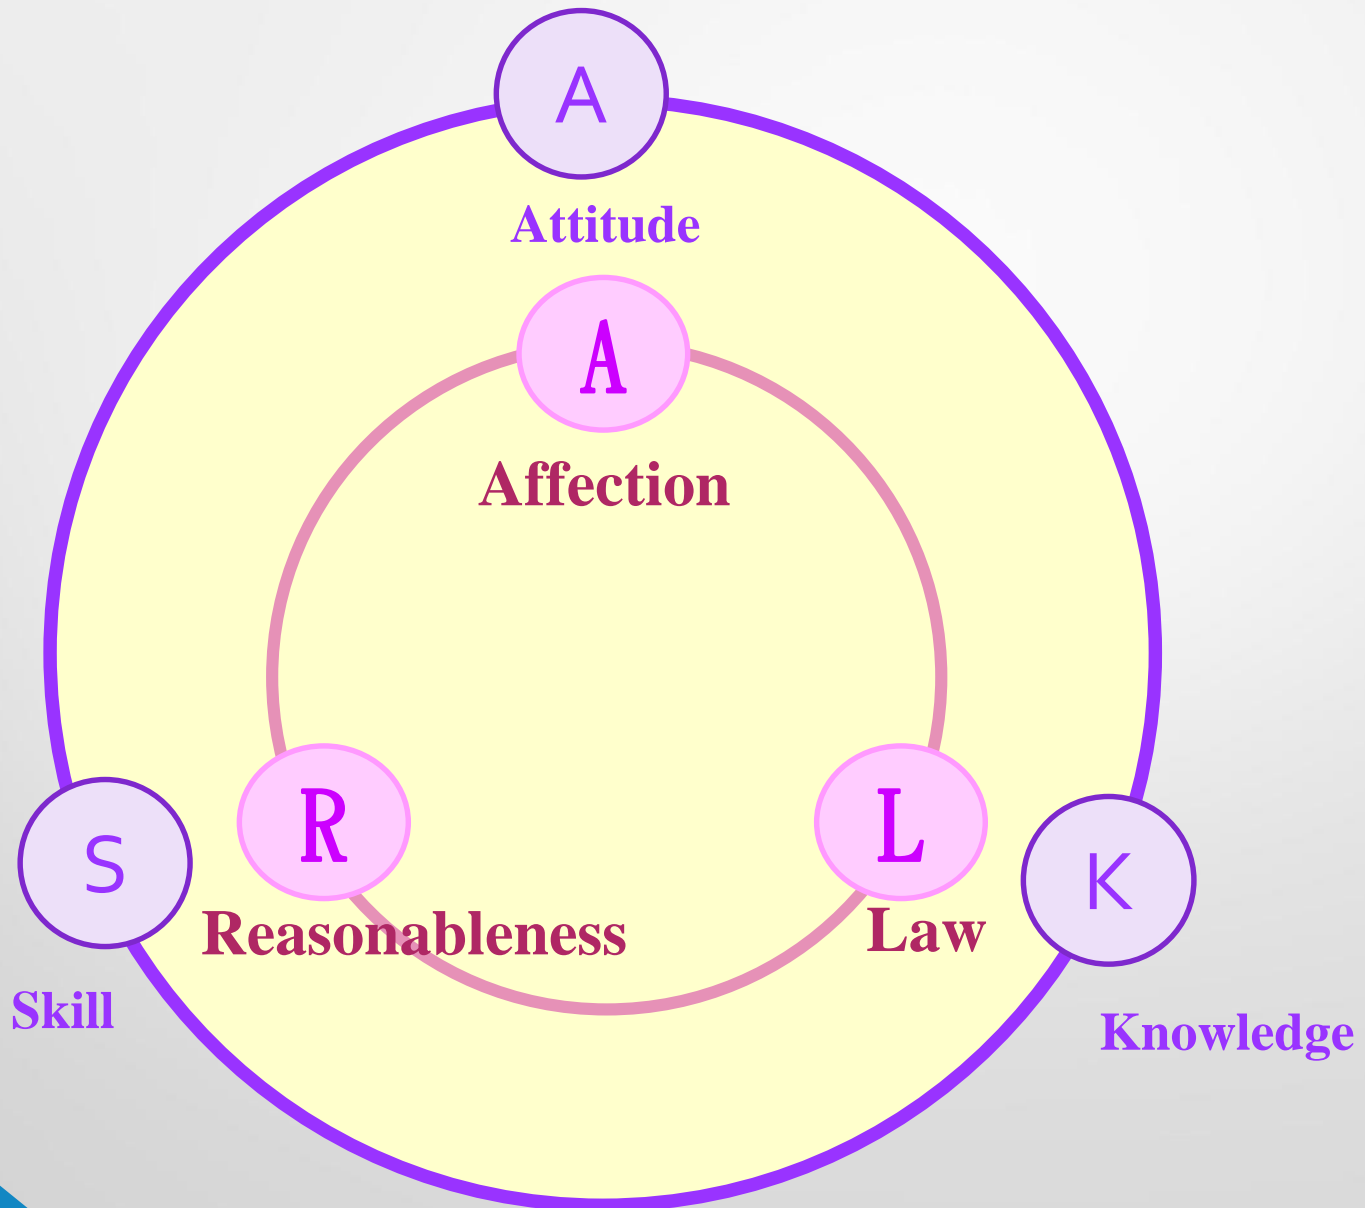 A
Attitude
A
Affection
R
L
S
K
Reasonableness
Law
Skill
Knowledge